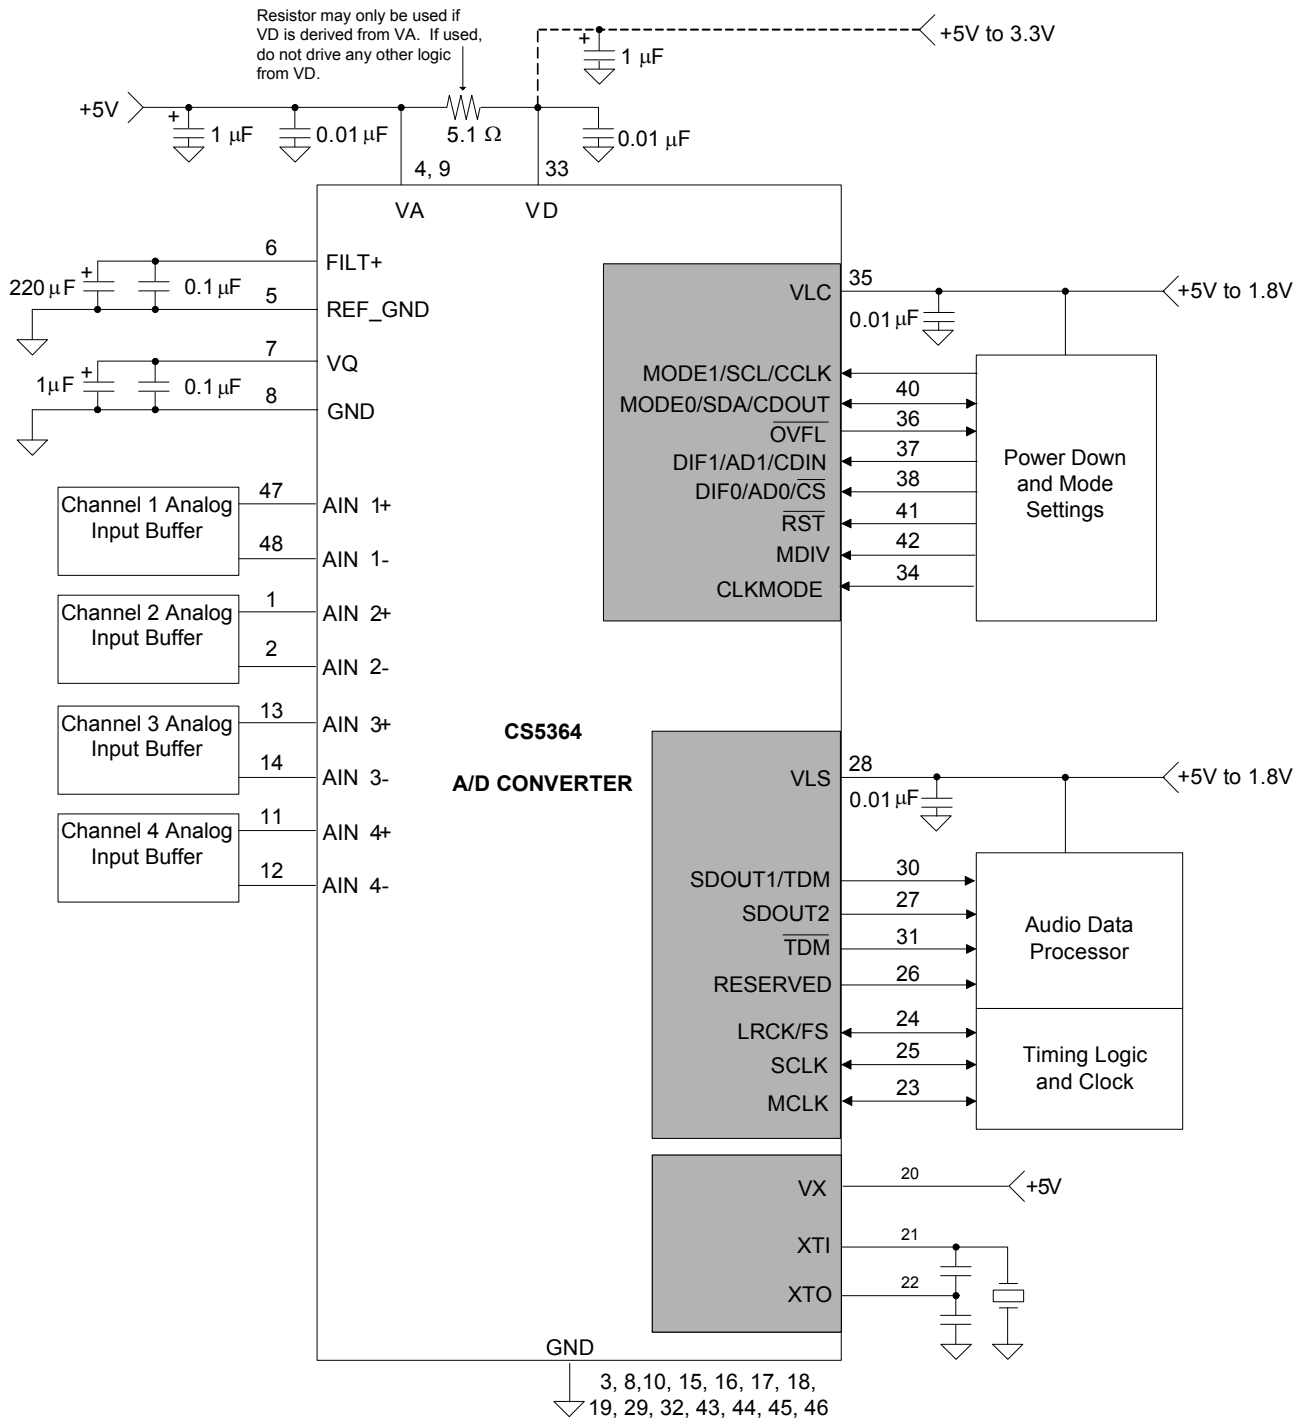 Resistor may only be used if
VD is derived from VA. If used,
do not drive any other logic
from VD.
+5V to 3.3V
+
1 µF
+5V
+
1 µF
0.01 µF
5.1 Ω
0.01 µF
4, 9
33
VA
VD
6
FILT+
220 µF
+
0.1 µF
5
REF_GND
7
VQ
1µF
+
0.1 µF
8
GND
Channel 1 Analog
Input Buffer
47
AIN 1+
48
AIN 1-
Channel 2 Analog
Input Buffer
1
AIN 2+
2
AIN 2-
Channel 3 Analog
Input Buffer
13
AIN 3+
14
AIN 3-
Channel 4 Analog
Input Buffer
11
AIN 4+
12
AIN 4-
CS5364
A/D CONVERTER
VLC
35
0.01 µF
+5V to 1.8V
MODE1/SCL/CCLK
MODE0/SDA/CDOUT
40
OVFL
36
DIF1/AD1/CDIN
37
DIF0/AD0/CS
38
RST
41
MDIV
42
CLKMODE
34
Power Down
and Mode
Settings
VLS
28
0.01 µF
+5V to 1.8V
SDOUT1/TDM
30
SDOUT2
27
TDM
31
RESERVED
26
Audio Data
Processor
LRCK/FS
24
SCLK
25
MCLK
23
Timing Logic
and Clock
VX
20
+5V
XTI
21
XTO
22
GND
3, 8,10, 15, 16, 17, 18,
19, 29, 32, 43, 44, 45, 46